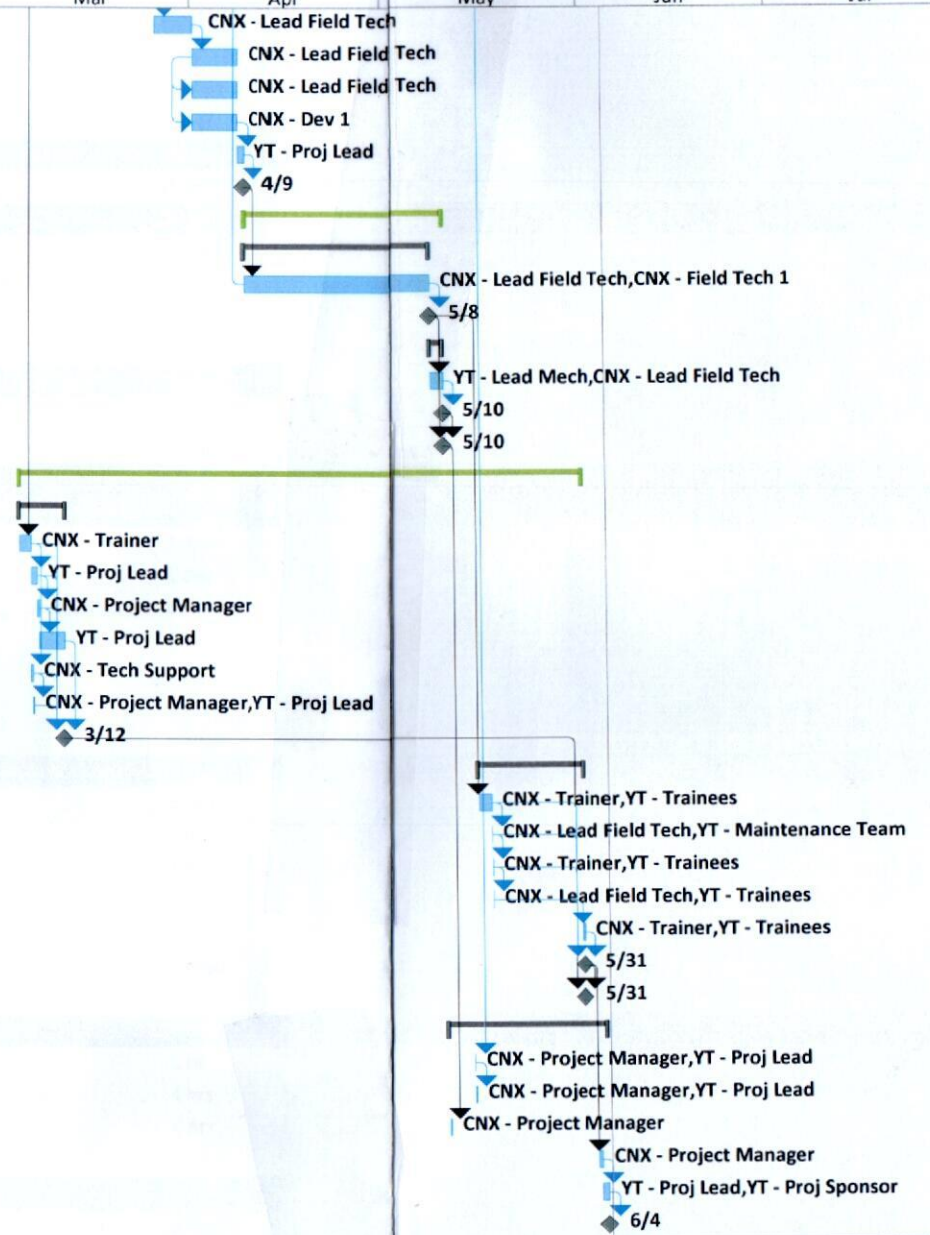 Mar Apr May Jun
CNX - Lead Field Tech
CNX - Lead Field Tech
CNX - Lead Field Tech
CNX - Dev 1
YT - Proj Lead
4/9
CNX - Lead Field Tech,CNX - Field Tech 1
5/8
YT - Lead Mech,CNX - Lead Field Tech
5/10
5/10
CNX - Trainer
YT - Proj Lead
CNX - Project Manager
YT - Proj Lead
CNX - Tech Support
CNX - Project Manager,YT - Proj Lead
3/12
CNX - Trainer,YT - Trainees
CNX - Lead Field Tech,YT - Maintenance Team
CNX - Trainer,YT - Trainees
CNX - Lead Field Tech,YT - Trainees
CNX - Trainer,YT - Trainees
5/31
5/31
CNX - Project Manager,YT - Proj Lead
CNX - Project Manager,YT - Proj Lead
CNX - Project Manager
CNX - Project Manager
YT - Proj Lead,YT - Proj Sponsor
6/4